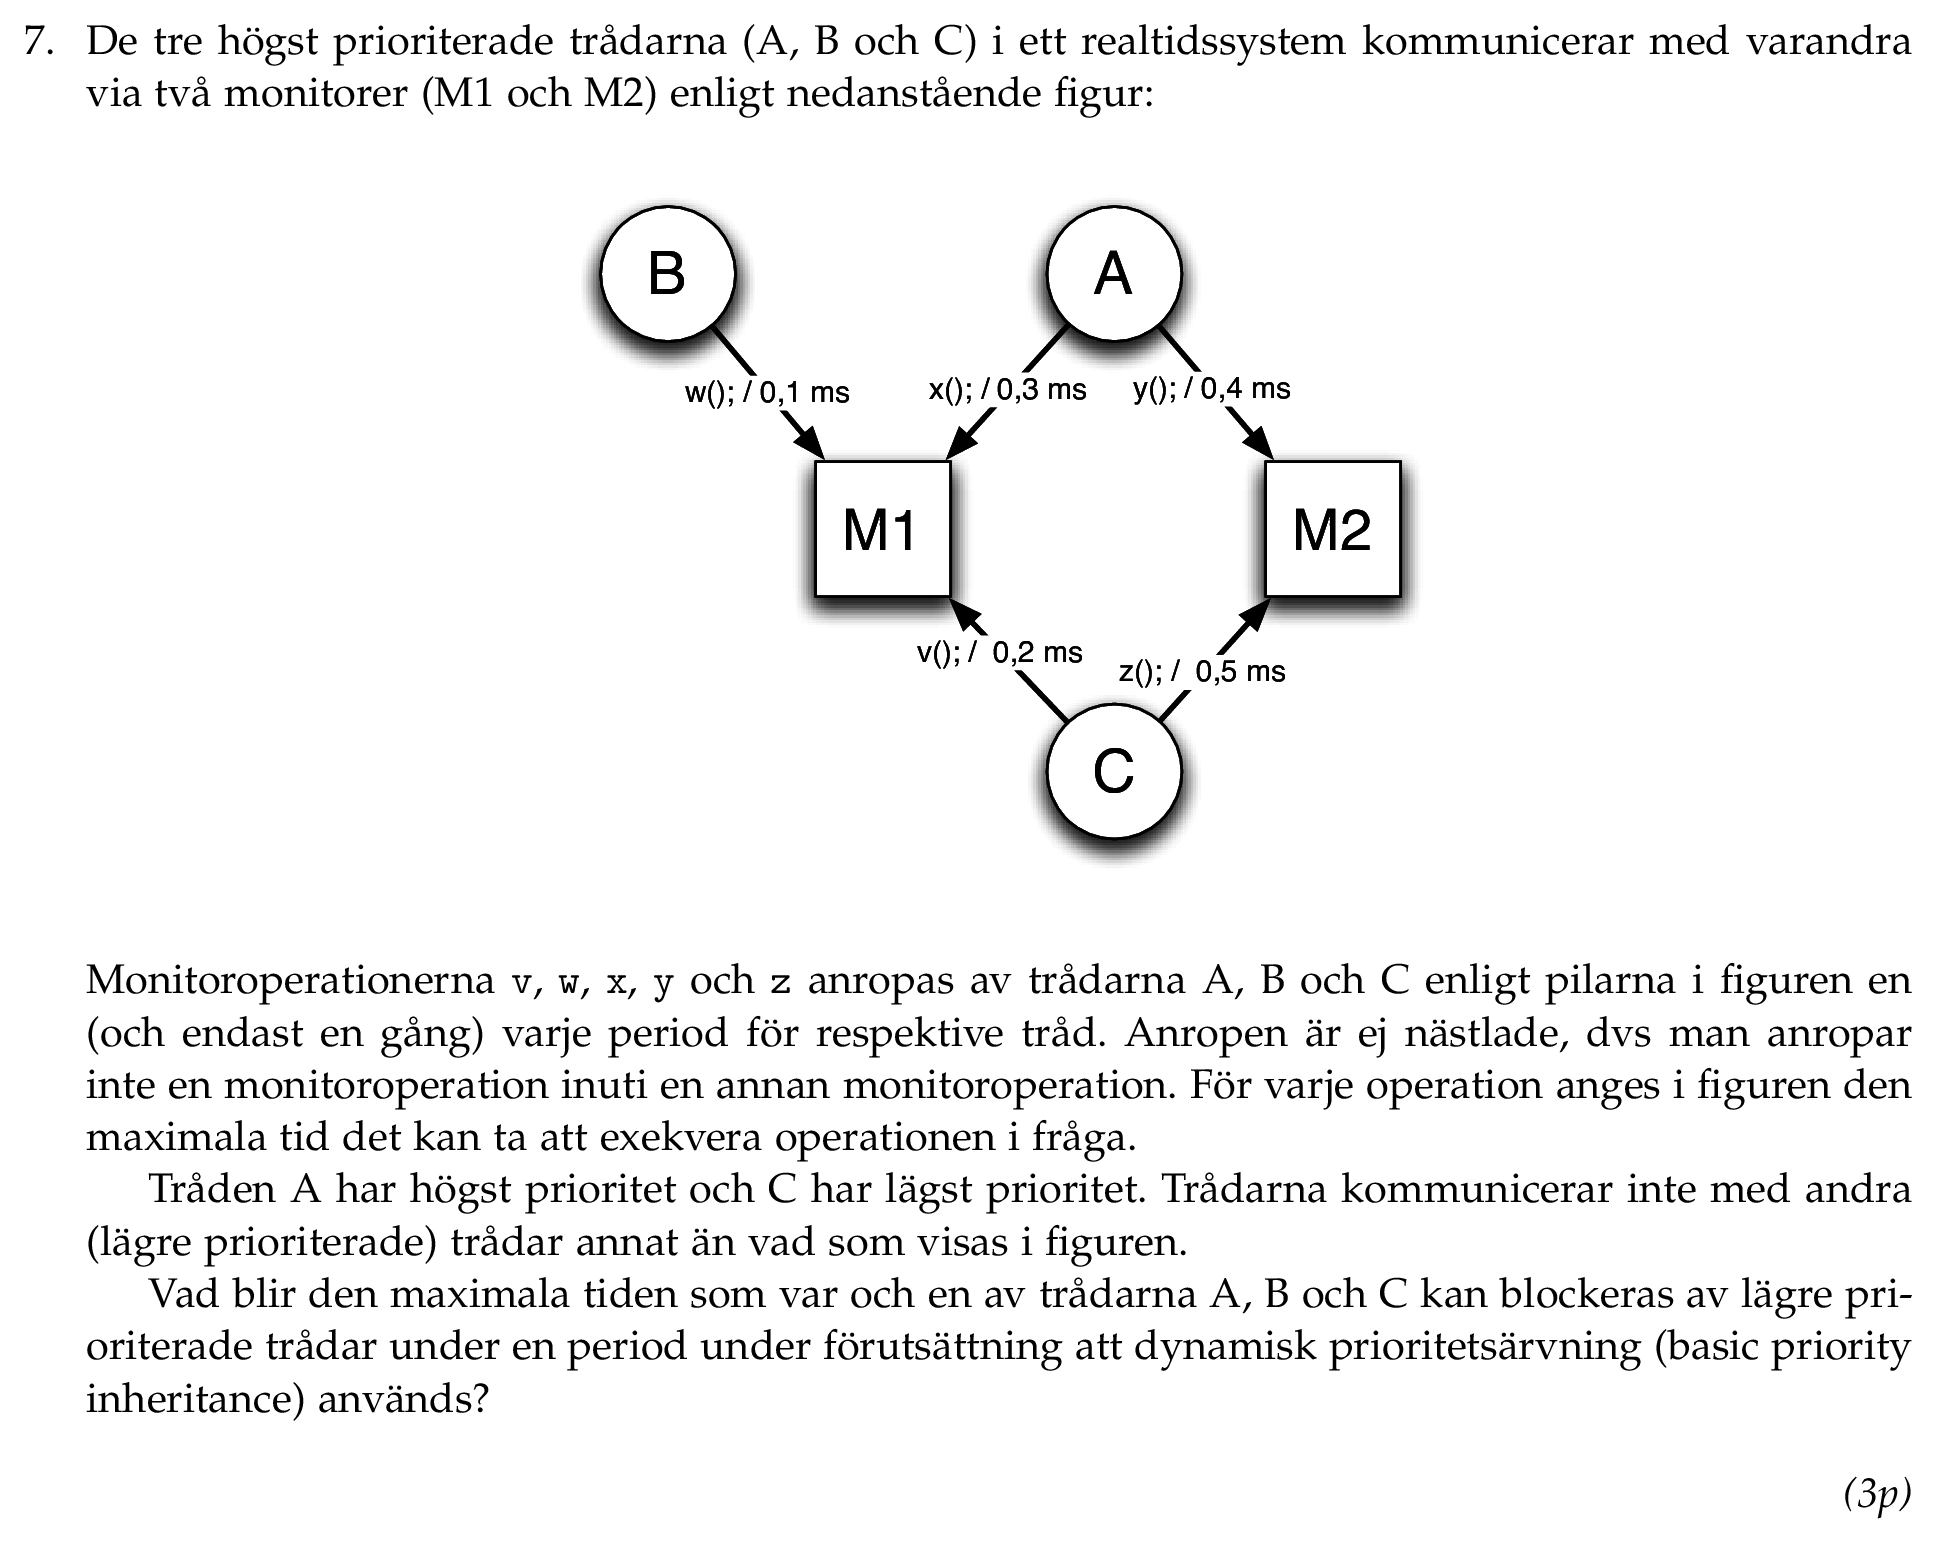 7. De tre högst prioriterade trådarna (A, B och C) i ett realtidssystem kommunicerar med varandra
via två monitorer (M1 och M2) enligt nedanstående figur:
B
A
w(); / 0,1 ms
x(); / 0,3 ms
y(); / 0,4 ms
M1
M2
v(); / 0,2 ms
z(); / 0,5 ms
C
Monitoroperationerna v, w, x, y och z anropas av trådarna A, B och C enligt pilarna i figuren en
(och endast en gång) varje period för respektive tråd. Anropen är ej nästlade, dvs man anropar
inte en monitoroperation inuti en annan monitoroperation. För varje operation anges i figuren den
maximala tid det kan ta att exekvera operationen i fråga.
Tråden A har högst prioritet och C har lägst prioritet. Trådarna kommunicerar inte med andra
(lägre prioriterade) trådar annat än vad som visas i figuren.
Vad blir den maximala tiden som var och en av trådarna A, B och C kan blockeras av lägre pri-
oriterade trådar under en period under förutsättning att dynamisk prioritetsärvning (basic priority
inheritance) används?
(3p)